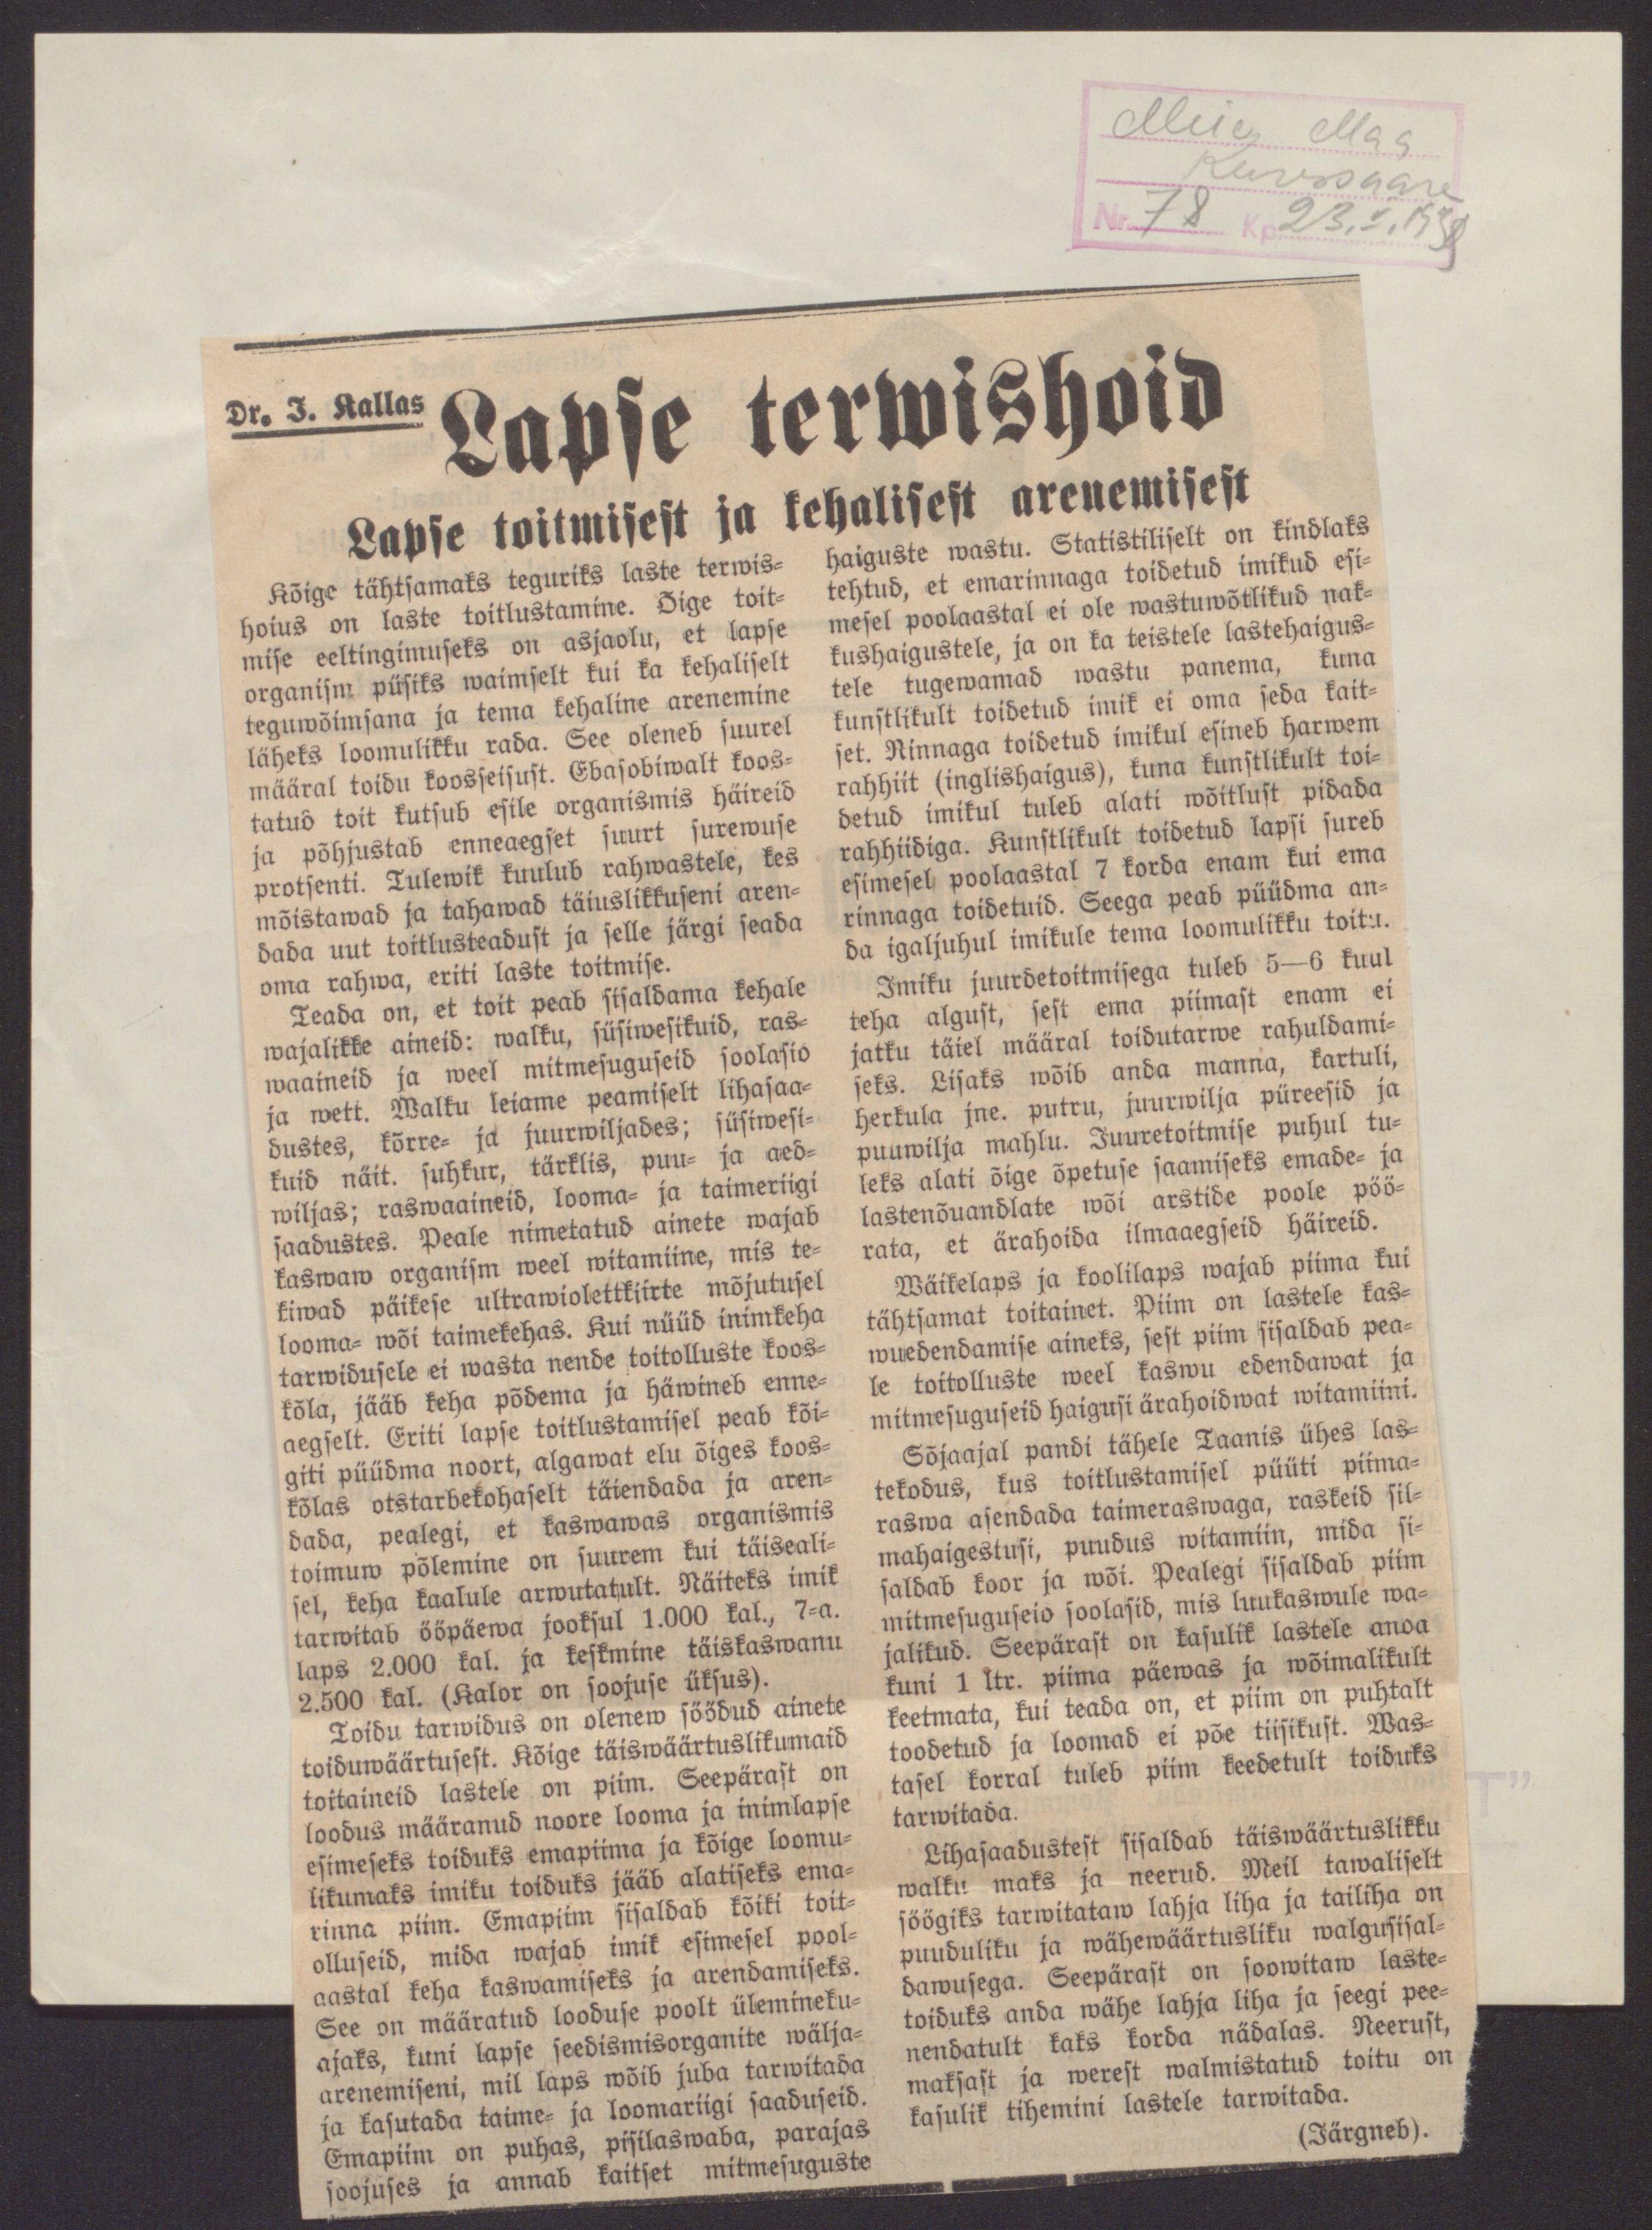 Meie Maa
Kuressaare
Nr. 78 Kp. 23.
Dr. J. Kallas
Lapse terwishoid
Lapse toitmisest ja kehalisest arenemisest
Kõige tähtsamaks teguriks laste terwis-
hoius on laste toitlustamine. Õige toit-
mise eeltingimuseks on asjaolu, et lapse
organism püsiks waimselt kui ka kehaliselt
teguwõimsana ja tema kehaline arenemine
läheks loomulikku rada. See oleneb suurel
määral toidu koosseisust. Ebasobiwalt koos-
tatud toit kutsub esile organismis häireid
ja põhjustab enneaegset suurt surewuse
protsenti. Tulewik kuulub rahwastele, kes
mõistawad ja tahawad täiuslikkuseni aren-
dada uut toitlusteadust ja selle järgi seada
oma rahwa, eriti laste toitmise.
Teada on, et toit peab sisaldama kehale
wajalikke aineid: walku, süsiwesikuid, ras-
waaineid ja weel mitmesuguseid soolasid
ja wett. Walku leiame peamiselt lihasaa-
dustes, kõrre- ja juurwiljades; süsiwesi-
kuid näit. suhkur, tärklis, puu- ja aed-
wiljas; raswaaineid, looma- ja taimeriigi
saadustes. Peale nimetatud ainete wajab
kaswaw organism weel witamiine, mis te-
kiwad päikese ultrawiolettkiirte mõjutusel
looma- wõi taimekehas. Kui nüüd inimkeha
tarwidusele ei wasta nende toitolluste koos-
kõla, jääb keha põdema ja häwineb enne-
aegselt. Eriti lapse toitlustamisel peab kõi-
giti püüdma noort, algawat elu õiges koos-
kõlas otstarbekohaselt täiendada ja aren-
dada, pealegi, et kaswawas organismis
toimuw põlemine on suurem kui täiseali-
sel, keha kaalule arwutatult. Näiteks imik
tarwitab ööpäewa jooksul 1.000 kal., 7-a.
laps 2.000 kal. ja keskmine täiskaswanu
2.500 kal. (Kalor on soojuse üksus).
Toidu tarwidus on olenew söödud ainete
toiduwäärtusest. Kõige täiswäärtuslikumaid
toitaineid lastele on piim. Seepärast on
loodus määranud noore looma ja inimlapse
esimeseks toiduks emapiima ja kõige loomu-
likumaks imiku toiduks jääb alatiseks ema-
rinna piim. Emapiim sisaldab kõiki toit-
olluseid, mida wajab imik esimesel pool-
aastal keha kaswamiseks ja arendamiseks.
See on määratud looduse poolt ülemineku-
ajaks, kuni lapse seedismisorganite wälja-
arenemiseni, mil laps wõib juba tarwitada
ja kasutada taime- ja loomariigi saaduseid.
Emapiim on puhas, pisilaswaba, parajas
soojuses ja annab kaitset mitmesuguste
haiguste wastu. Statistiliselt on kindlaks
tehtud, et emarinnaga toidetud imikud esi-
mesel poolaastal ei ole wastuwõtlikud nak-
kushaigustele, ja on ka teistele lastehaigus-
tele tugewamad wastu panema, kuna
kunstlikult toidetud imik ei oma seda kait-
set. Rinnaga toidetud imikul esineb harwem
rahhiit (inglishaigus), kuna kunstlikult toi-
detud imikul tuleb alati wõitlust pidada
rahhiidiga. Kunstlikult toidetud lapsi sureb
esimesel poolaastal 7 korda enam kui ema
rinnaga toidetuid. Seega peab püüdma an-
da igaljuhul imikule tema loomulikku toitu.
Imiku juurdetoitmisega tuleb 5—6 kuul
teha algust, sest ema piimast enam ei
jatku täiel määral toidutarwe rahuldami-
seks. Lisaks wõib anda manna, kartuli,
herkula jne. putru, juurwilja püreesid ja
puuwilja mahlu. Juuretoitmise puhul tu-
leks alati õige õpetuse saamiseks emade- ja
lastenõuandlate wõi arstide poole pöö-
rata, et ärahoida ilmaaegseid häireid.
Wäikelaps ja koolilaps wajab piima kui
tähtsamat toitainet. Piim on lastele kas-
wuedendamise aineks, sest piim sisaldab pea-
le toitolluste weel kaswu edendawat ja
mitmesuguseid haigusi ärahoidwat witamiini.
Sõjaajal pandi tähele Taanis ühes las-
tekodus, kus toitlustamisel püüti piima-
raswa asendada taimeraswaga, raskeid sil-
mahaigestusi, puudus witamiin, mida si-
saldab koor ja wõi. Pealegi sisaldab piim
mitmesuguseid soolasid, mis luukaswule wa-
jalikud. Seepärast on kasulik lastele anda
kuni 1 ltr. piima päewas ja wõimalikult
keetmata, kui teada on, et piim on puhtalt
toodetud ja loomad ei põe tiisikust. Was-
tasel korral tuleb piim keedetult toiduks
tarwitada.
Lihasaadustest sisaldab täiswäärtuslikku
walku maks ja neerud. Meil tawaliselt
söögiks tarwitataw lahja liha ja tailiha on
puuduliku ja wähewäärtusliku walgusisal-
dawusega. Seepärast on soowitaw laste-
toiduks anda wähe lahja liha ja seegi pee-
nendatult kaks korda nädalas. Neerust,
maksast ja werest walmistatud toitu on
kasulik tihemini lastele tarwitada.
(Järgneb).